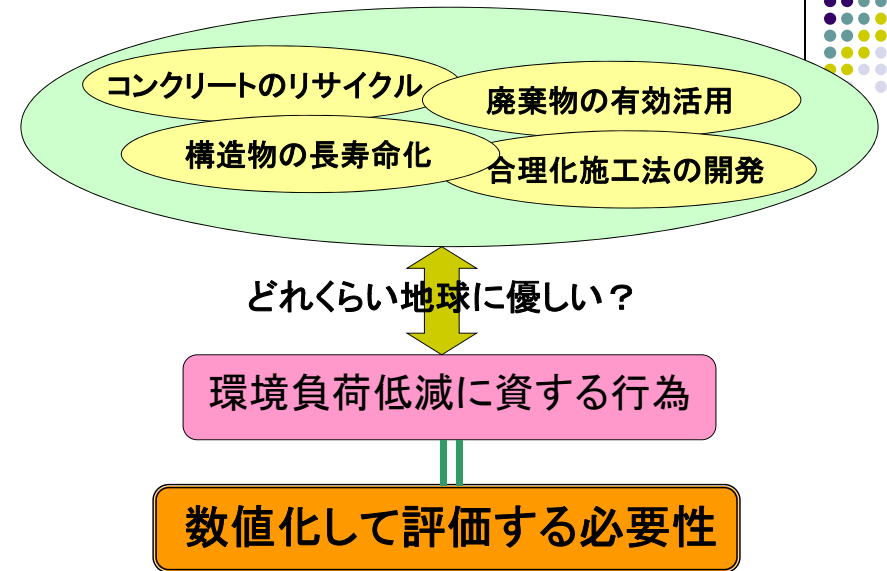 コンクリートのリサイクル
廃棄物の有効活用
構造物の長寿命化
合理化施工法の開発
どれくらい地球に優しい？
環境負荷低減に資する行為
数値化して評価する必要性